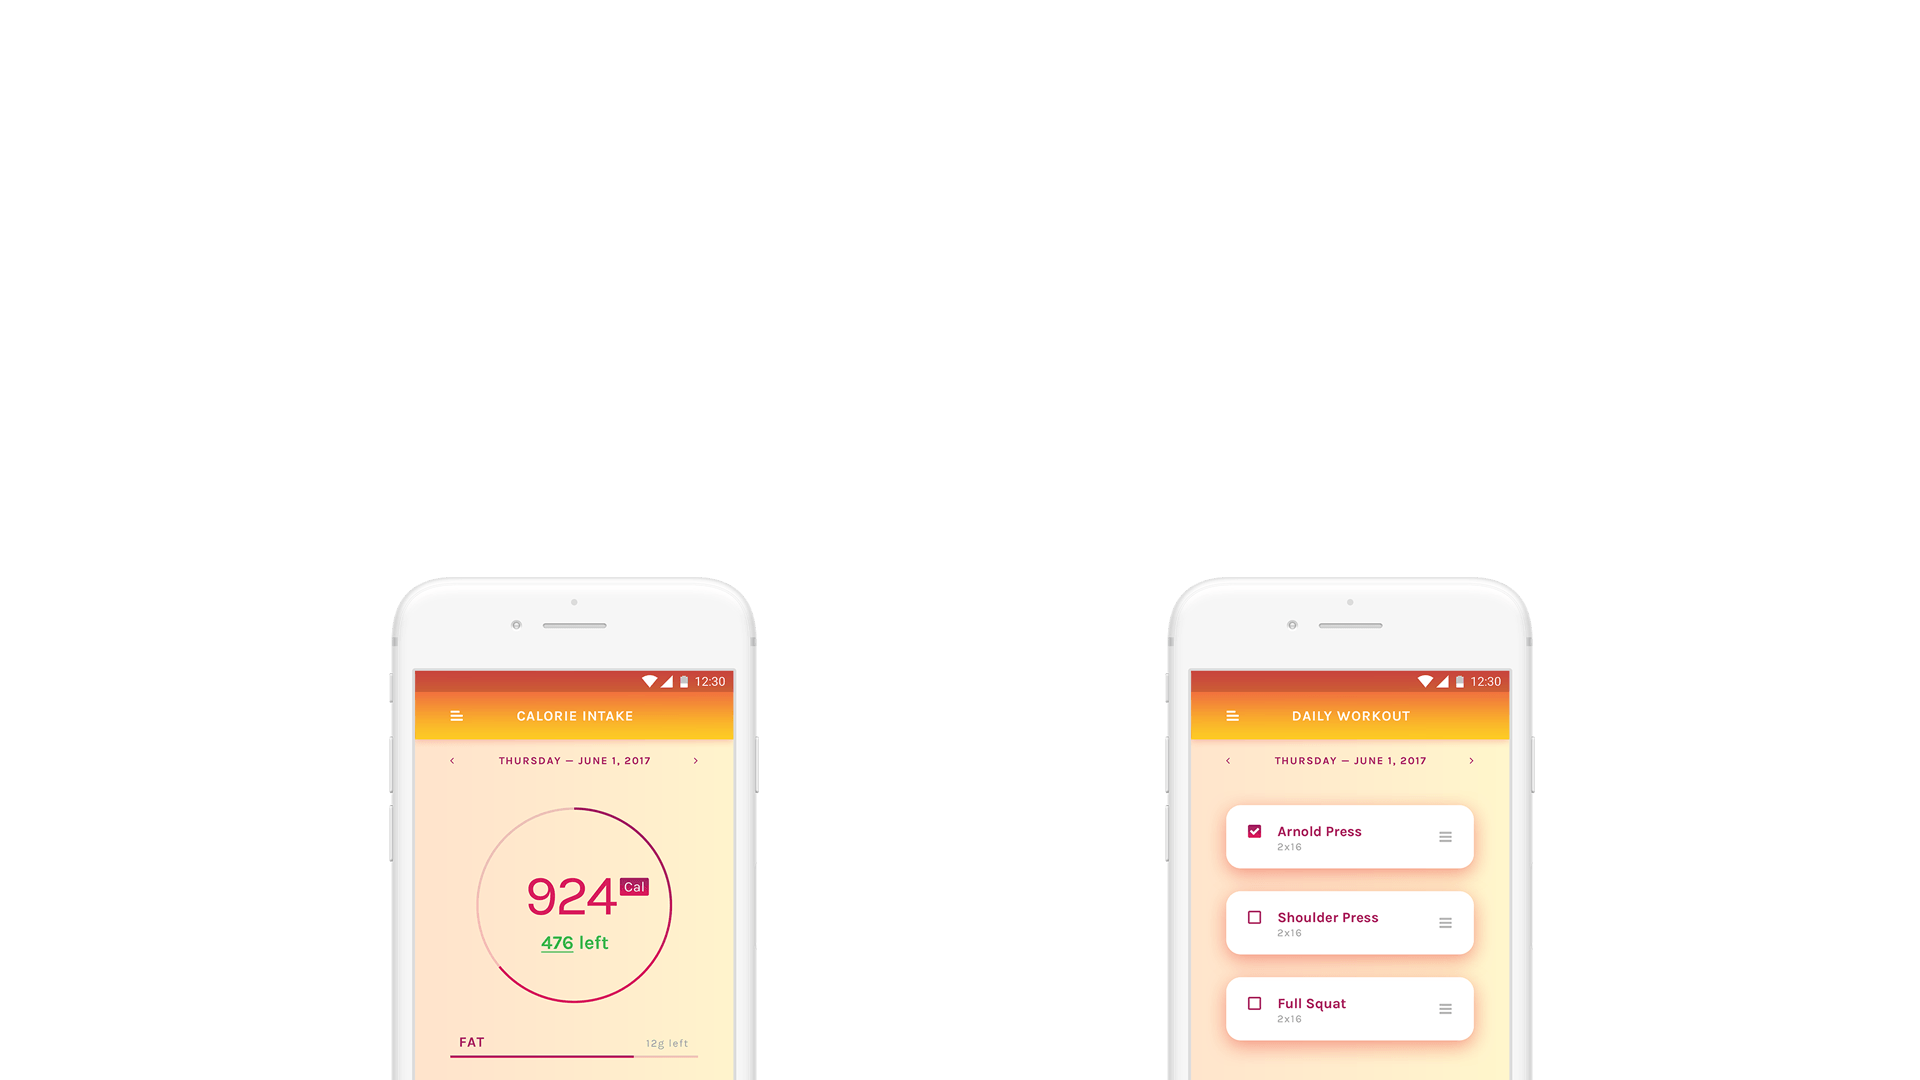 12:30
CALORIE INTAKE
THURSDAY — JUNE 1, 2017
924 Cal
476 left
FAT 12g left
12:30
DAILY WORKOUT
THURSDAY — JUNE 1, 2017
Arnold Press
2x16
Shoulder Press
2x16
Full Squat
2x16